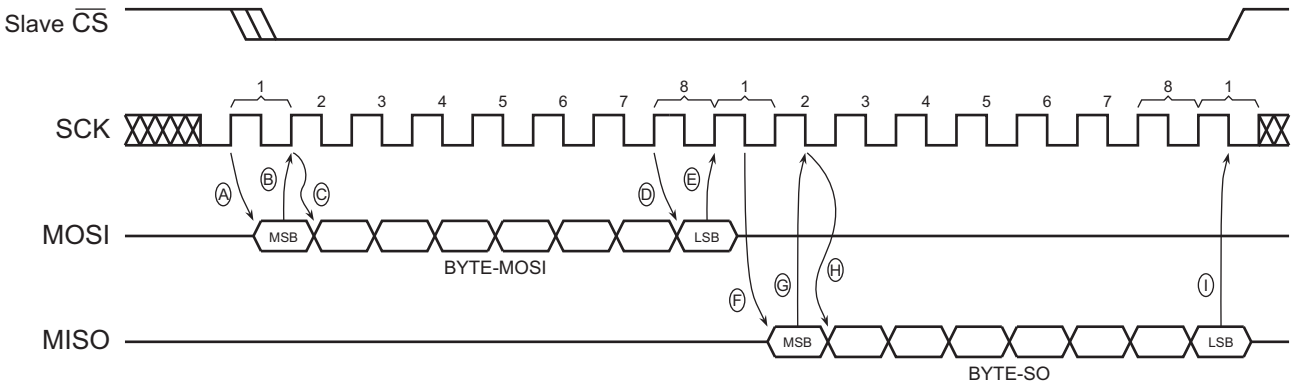 Slave CS
1 2 3 4 5 6 7 8 1 2 3 4 5 6 7 8 1
SCK
A B C D E
MOSI MSB LSB
BYTE-MOSI
F G H I
MISO MSB LSB
BYTE-SO